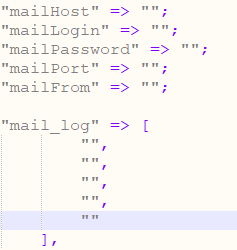 "mailHost" => "";
"mailLogin" => "";
"mailPassword" => "";
"mailPort" => "";
"mailFrom" => "";
"mail_log" => [
"",
"",
"",
"",
""
],